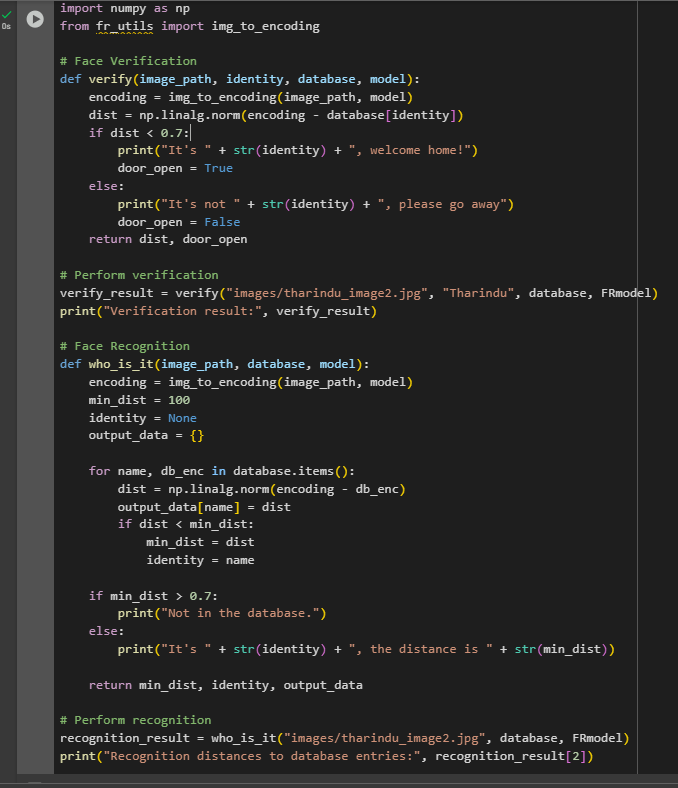 import numpy as np
from fr_utils import img_to_encoding

# Face Verification
def verify(image_path, identity, database, model):
    encoding = img_to_encoding(image_path, model)
    dist = np.linalg.norm(encoding - database[identity])
    if dist < 0.7:
        print("It's " + str(identity) + ", welcome home!")
        door_open = True
    else:
        print("It's not " + str(identity) + ", please go away")
        door_open = False
    return dist, door_open

# Perform verification
verify_result = verify("images/tharindu_image2.jpg", "Tharindu", database, FRmodel)
print("Verification result:", verify_result)

# Face Recognition
def who_is_it(image_path, database, model):
    encoding = img_to_encoding(image_path, model)
    min_dist = 100
    identity = None
    output_data = {}

    for name, db_enc in database.items():
        dist = np.linalg.norm(encoding - db_enc)
        output_data[name] = dist
        if dist < min_dist:
            min_dist = dist
            identity = name

    if min_dist > 0.7:
        print("Not in the database.")
    else:
        print("It's " + str(identity) + ", the distance is " + str(min_dist))

    return min_dist, identity, output_data

# Perform recognition
recognition_result = who_is_it("images/tharindu_image2.jpg", database, FRmodel)
print("Recognition distances to database entries:", recognition_result[2])
0s